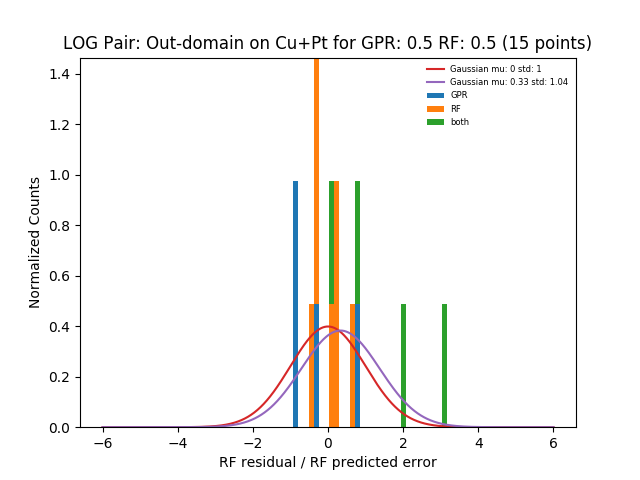 LOG Pair: Out-domain on Cu+Pt for GPR: 0.5 RF: 0.5 (15 points)
Gaussian mu: 0 std: 1
Gaussian mu: 0.33 std: 1.04
GPR
RF
both
1.4
1.2
1.0
0.8
0.6
0.4
0.2
0.0
Normalized Counts
−6 −4 −2 0 2 4 6
RF residual / RF predicted error